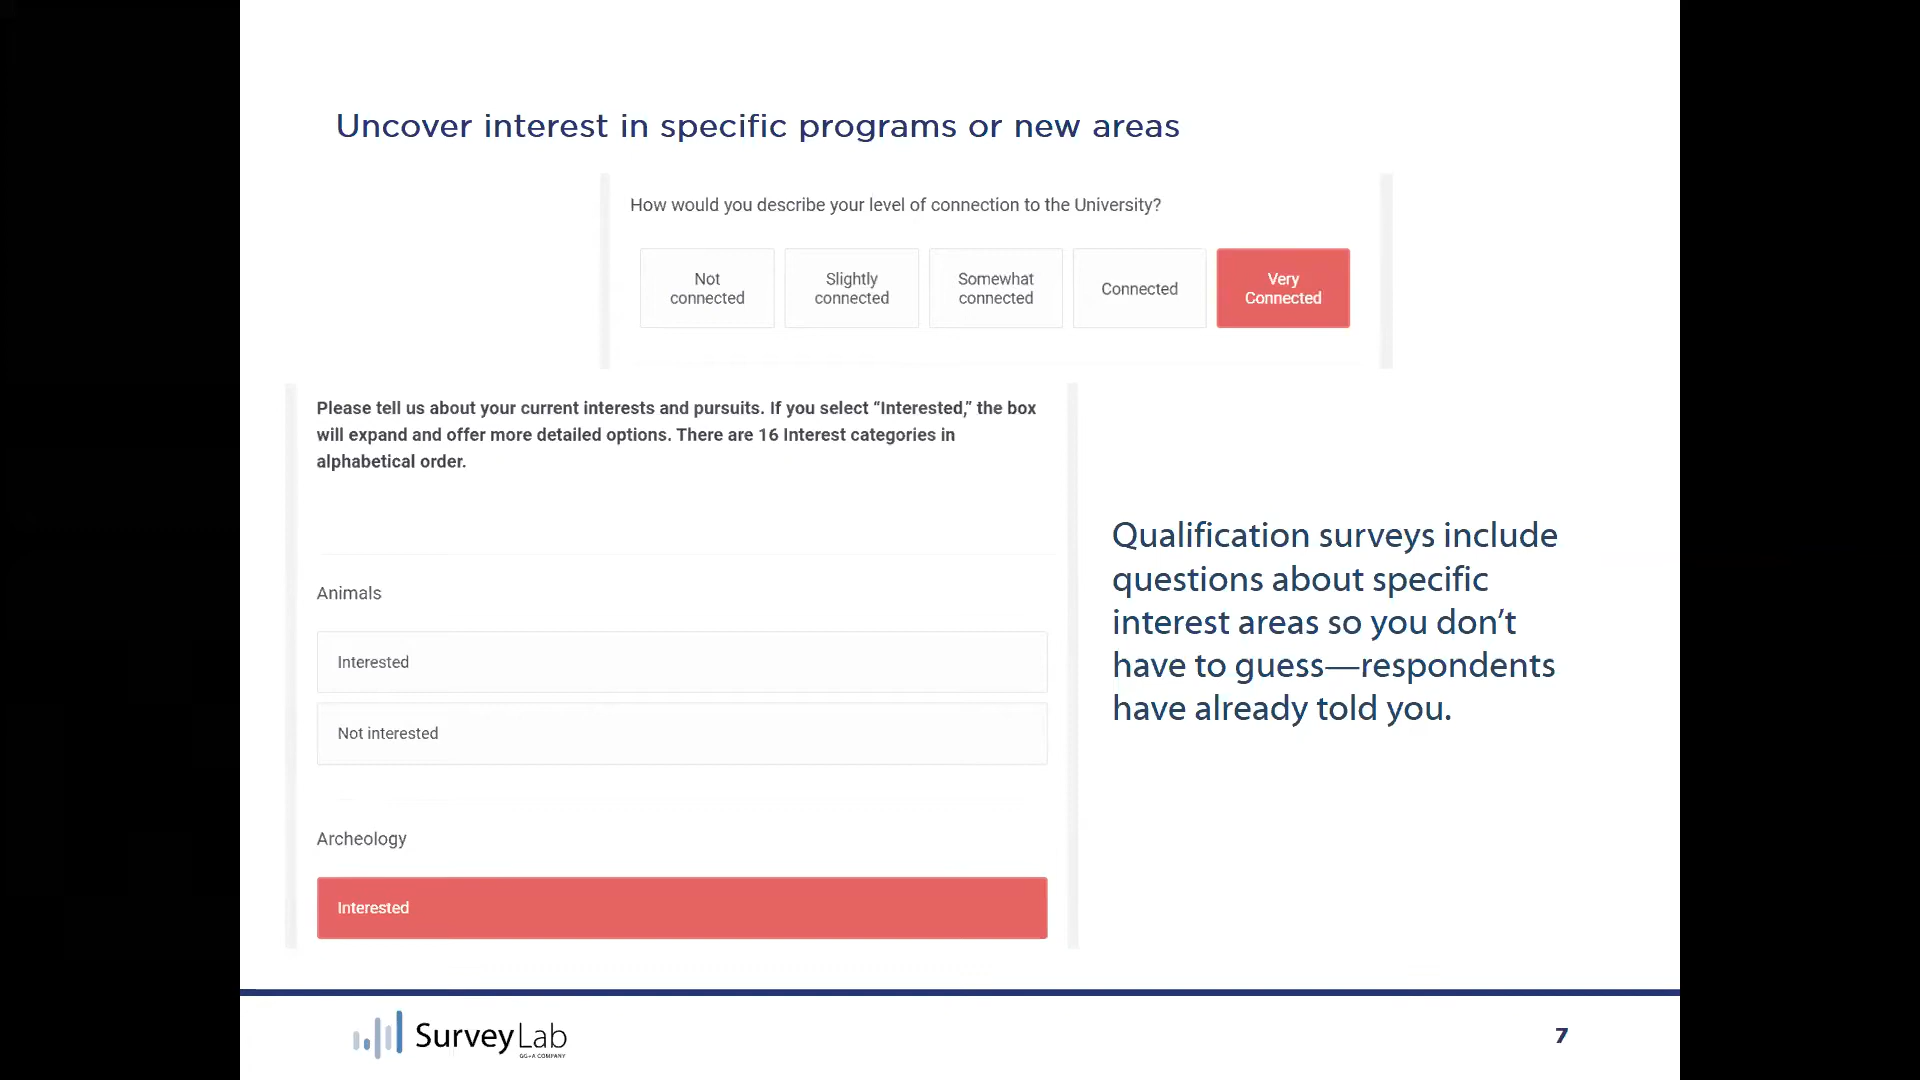 Uncover interest in specific programs or new areas
How would you describe your level of connection to the University?
Not
connected
Slightly
connected
Somewhat
connected
Connected
Very
Connected
Please tell us about your current interests and pursuits. If you select “Interested,” the box
will expand and offer more detailed options. There are 16 Interest categories in
alphabetical order.
Animals
Interested
Not interested
Archeology
Interested
Qualification surveys include
questions about specific
interest areas so you don’t
have to guess—respondents
have already told you.
SurveyLab
GG+A COMPANY
7